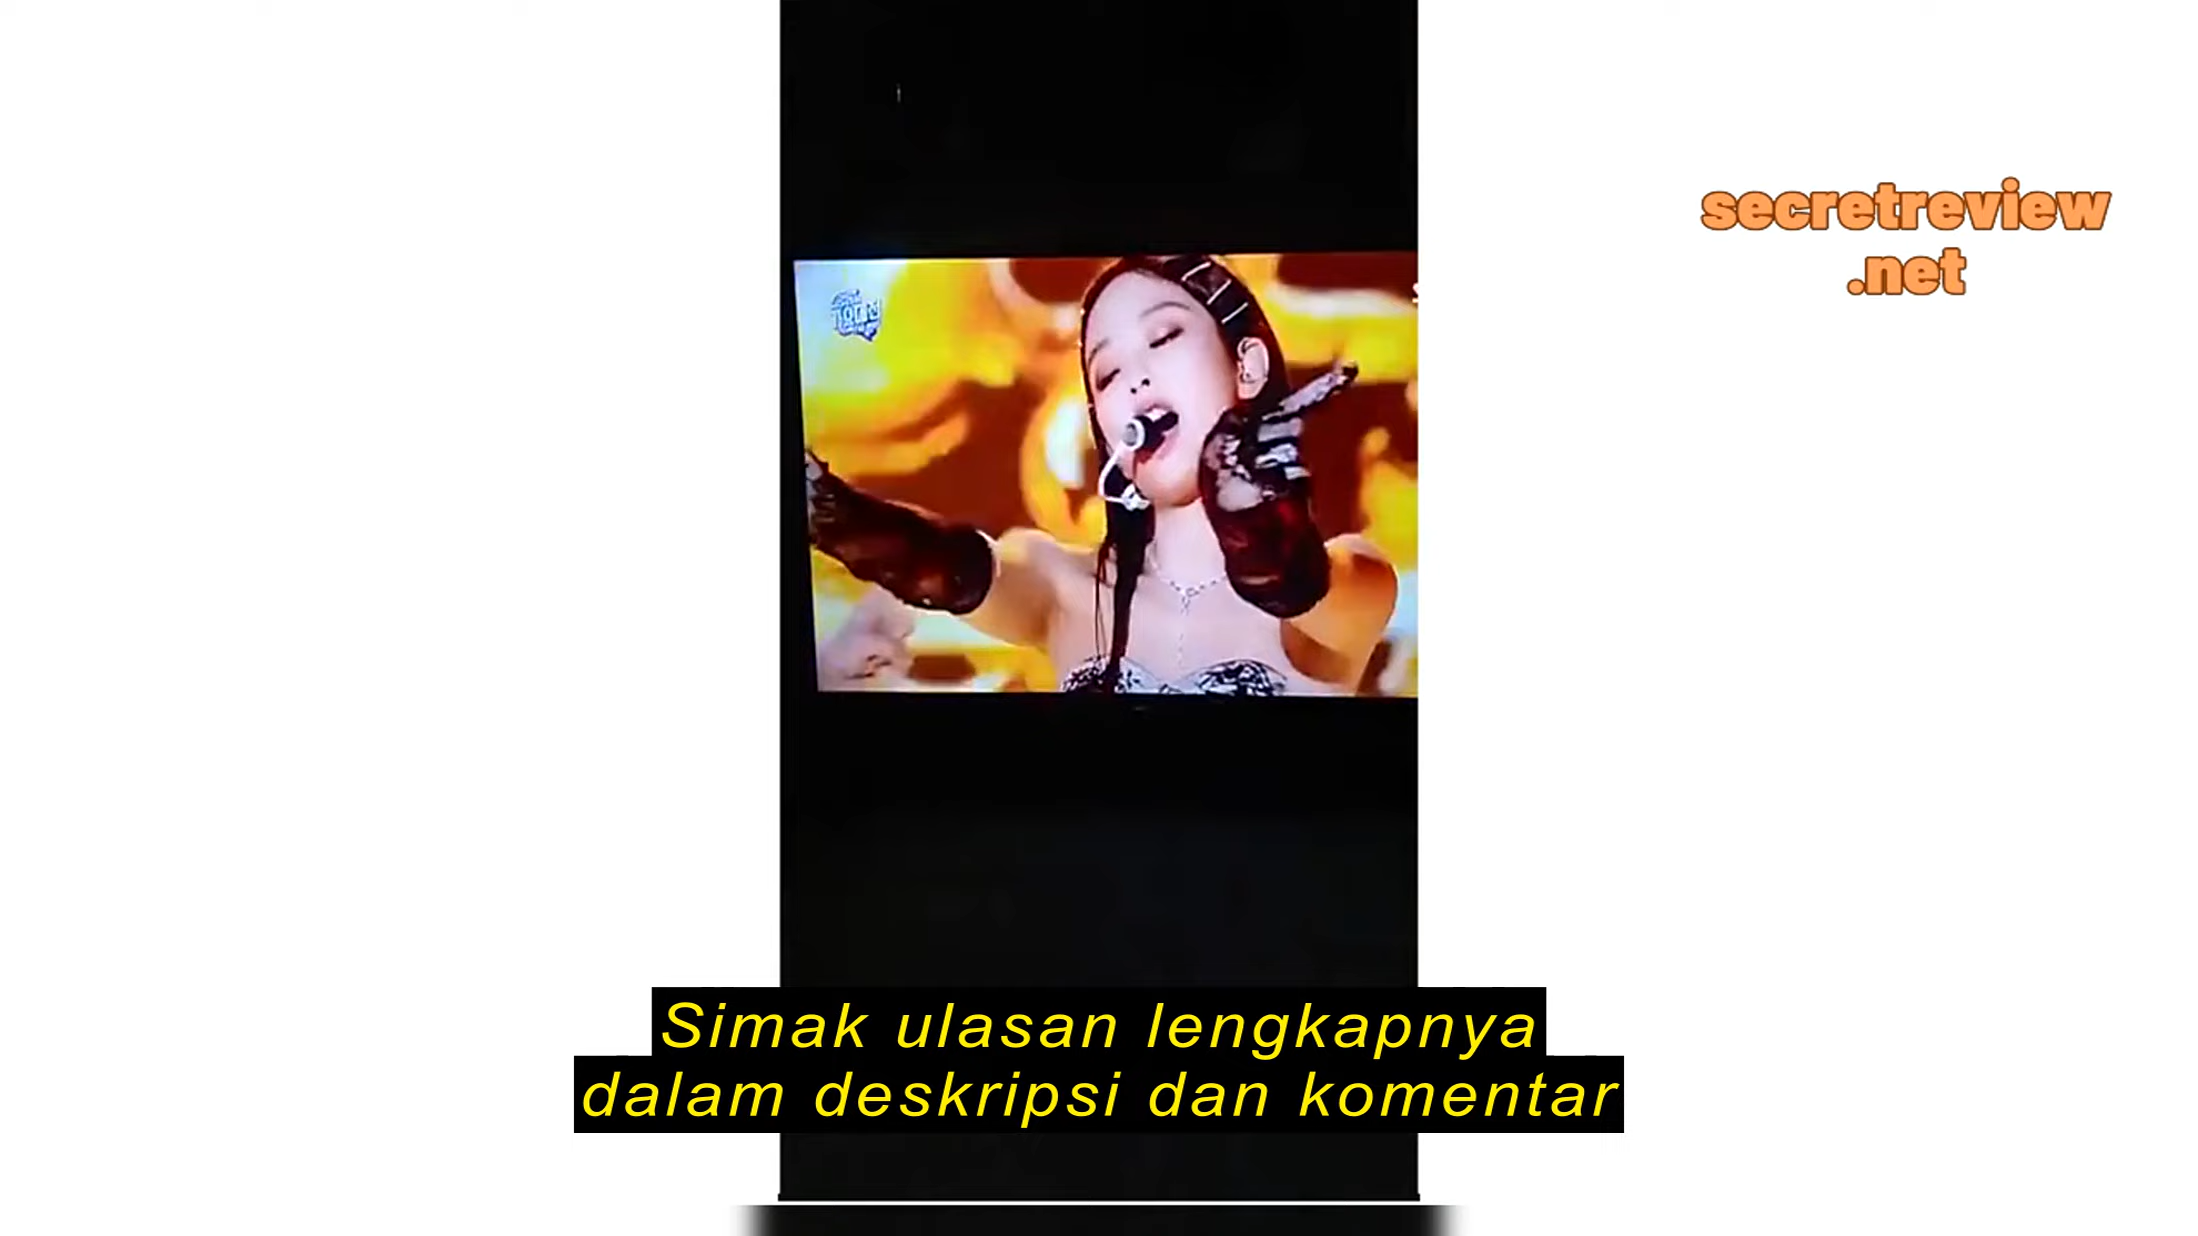 secretreview
.net
Simak ulasan lengkapnya
dalam deskripsi dan komentar